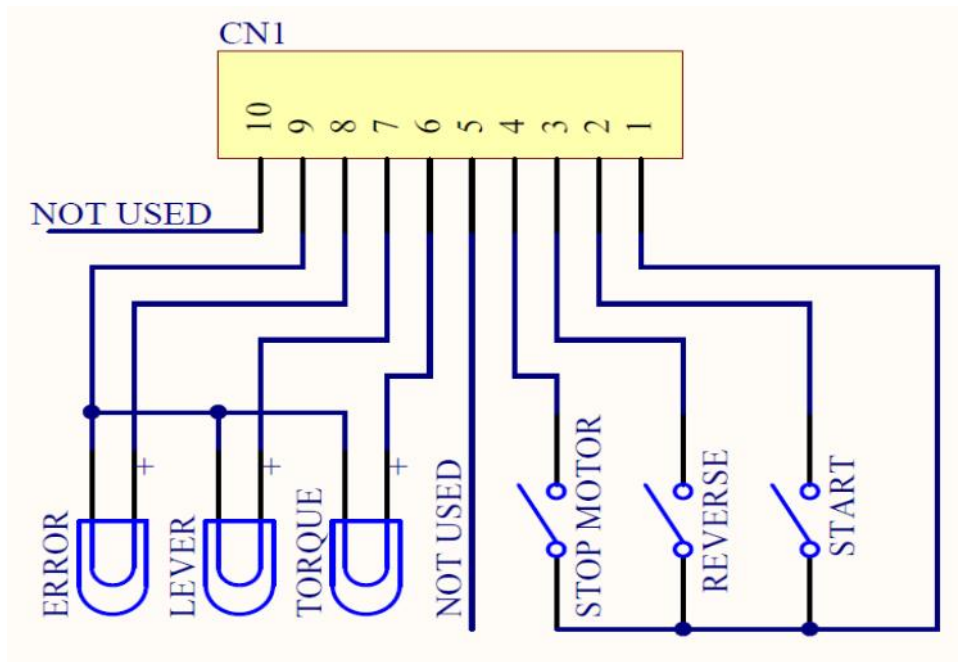 CN1
10 9 8 7 6 5 4 3 2 1
NOT USED
+ + +
ERROR
LEVER
TORQUE
NOT USED
STOP MOTOR
REVERSE
START